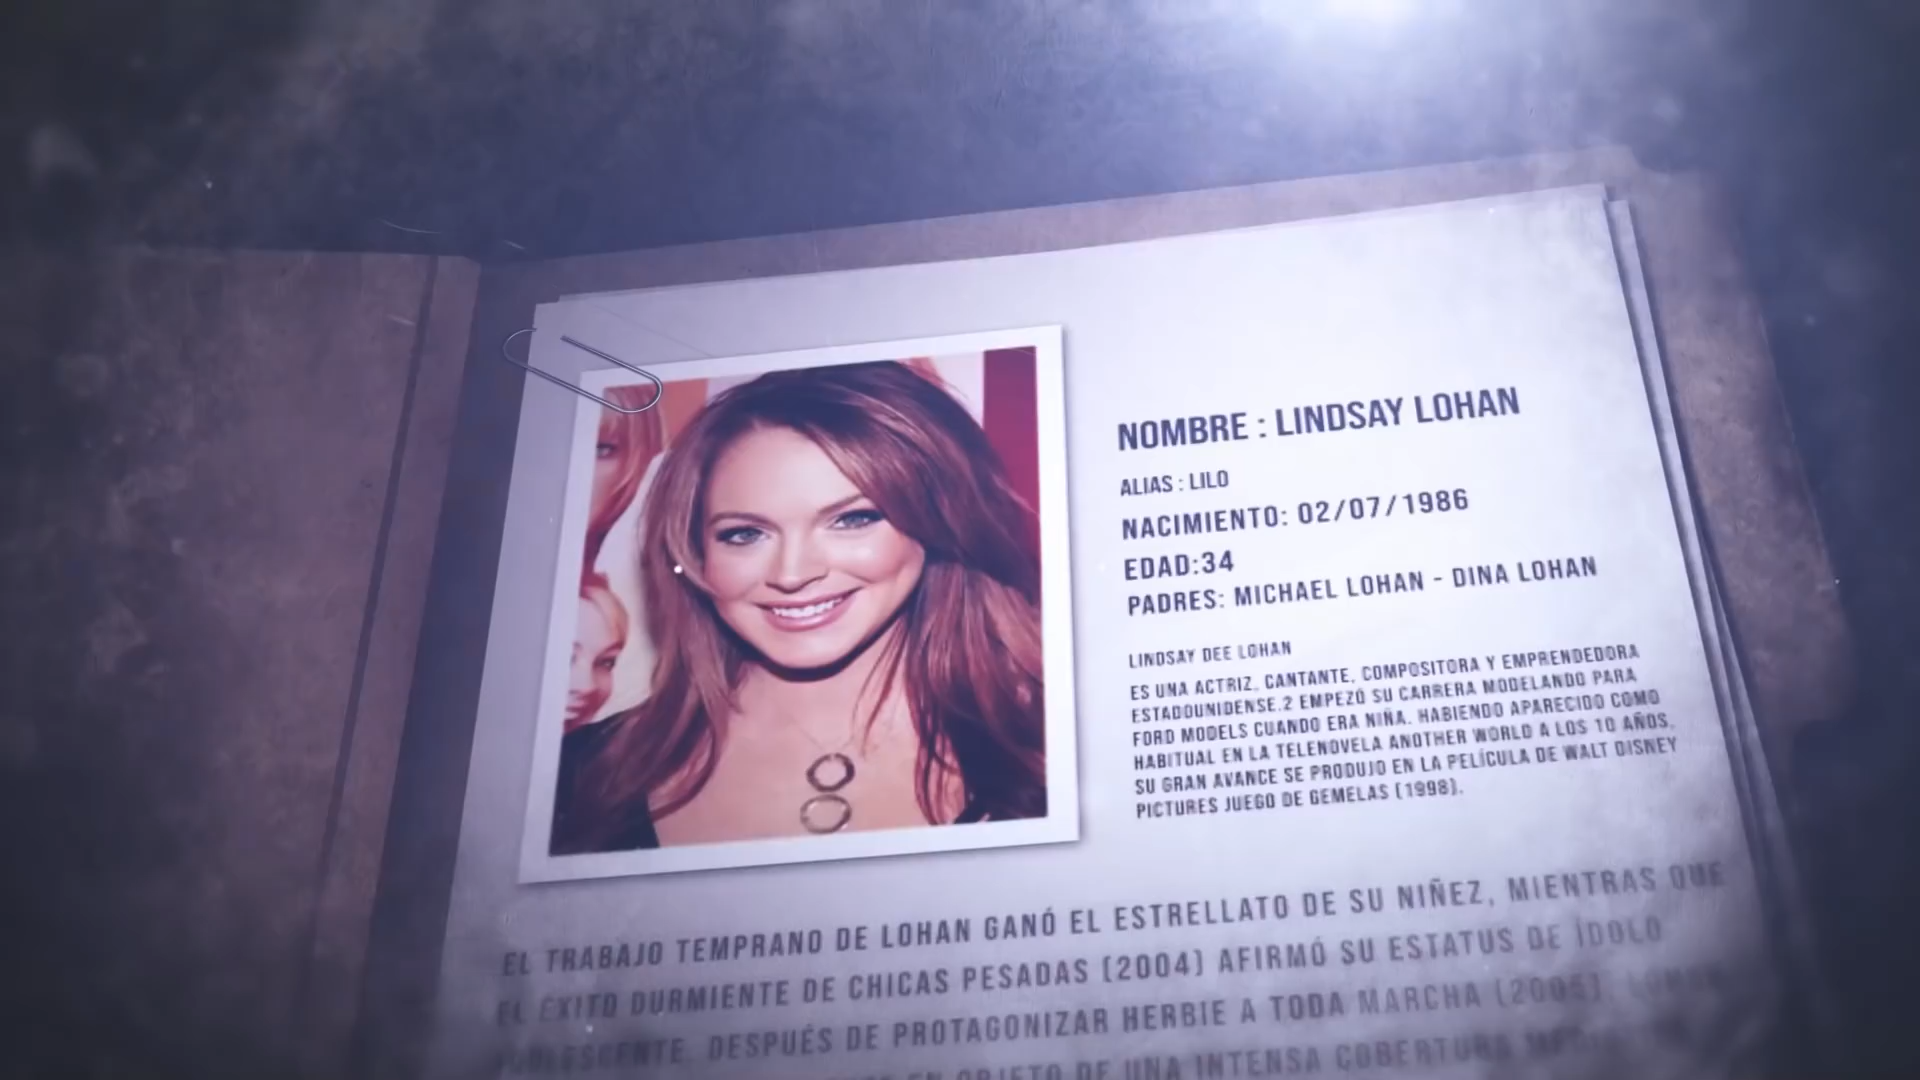 NOMBRE : LINDSAY LOHAN
ALIAS : LILO
NACIMIENTO: 02/07/1986
EDAD:34
PADRES: MICHAEL LOHAN - DINA LOHAN
LINDSAY DEE LOHAN
ES UNA ACTRIZ, CANTANTE, COMPOSITORA Y EMPRENDEDORA
ESTADOUNIDENSE.2 EMPEZÓ SU CARRERA MODELANDO PARA
FORD MODELS CUANDO ERA NIÑA. HABIENDO APARECIDO COMO
HABITUAL EN LA TELENOVELA ANOTHER WORLD A LOS 10 AÑOS,
SU GRAN AVANCE SE PRODUJO EN LA PELÍCULA DE WALT DISNEY
PICTURES JUEGO DE GEMELAS (1998).
EL TRABAJO TEMPRANO DE LOHAN GANÓ EL ESTRELLATO DE SU NIÑEZ, MIENTRAS QUE
EL ÉXITO DURMIENTE DE CHICAS PESADAS (2004) AFIRMÓ SU ESTATUS DE ÍDOLO
ADOLESCENTE. DESPUÉS DE PROTAGONIZAR HERBIE A TODA MARCHA (2005),
EN OBJETO DE UNA INTENSA COBERTURA